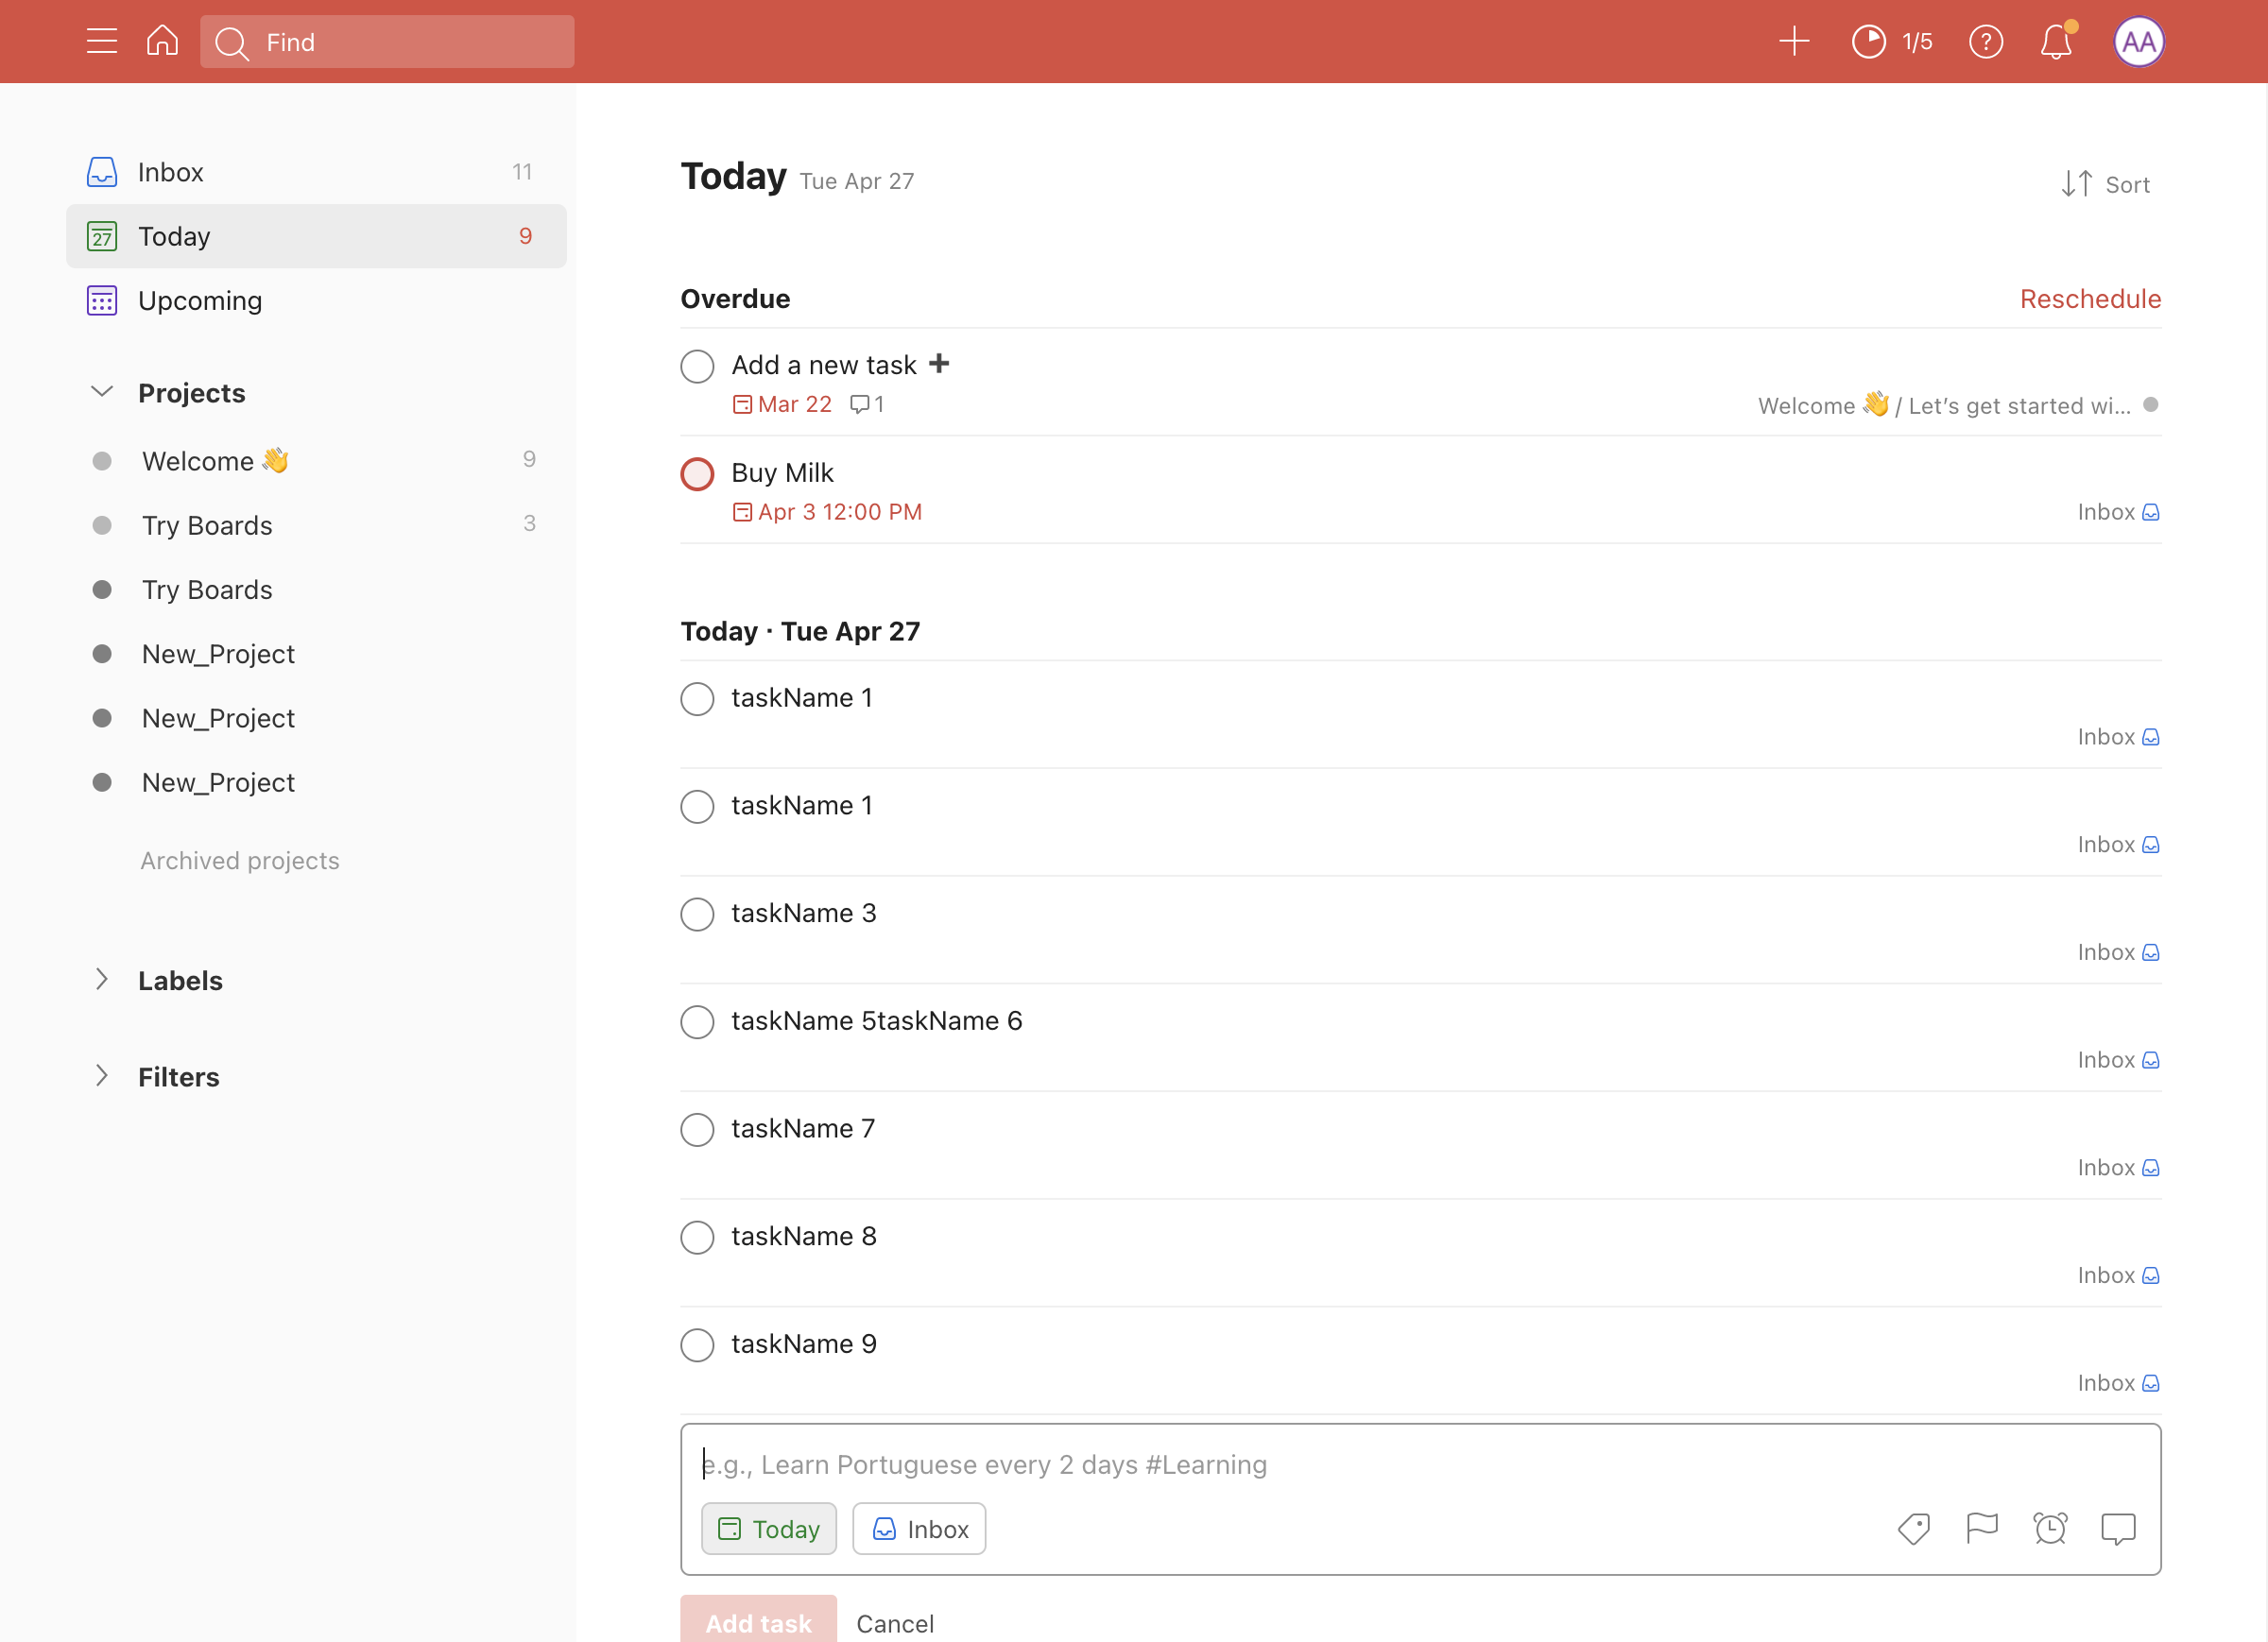 Find
1/5
?
AA
Inbox 11
27 Today 9
Upcoming
Projects
Welcome 👋 9
Try Boards 3
Try Boards
New_Project
New_Project
New_Project
Archived projects
Labels
Filters
Today Tue Apr 27
Sort
Overdue Reschedule
Add a new task ➕
Mar 22 1 Welcome 👋 / Let’s get started wi...
Buy Milk
Apr 3 12:00 PM Inbox
Today · Tue Apr 27
taskName 1
Inbox
taskName 1
Inbox
taskName 3
Inbox
taskName 5taskName 6
Inbox
taskName 7
Inbox
taskName 8
Inbox
taskName 9
Inbox
e.g., Learn Portuguese every 2 days #Learning
Today Inbox
Add task Cancel